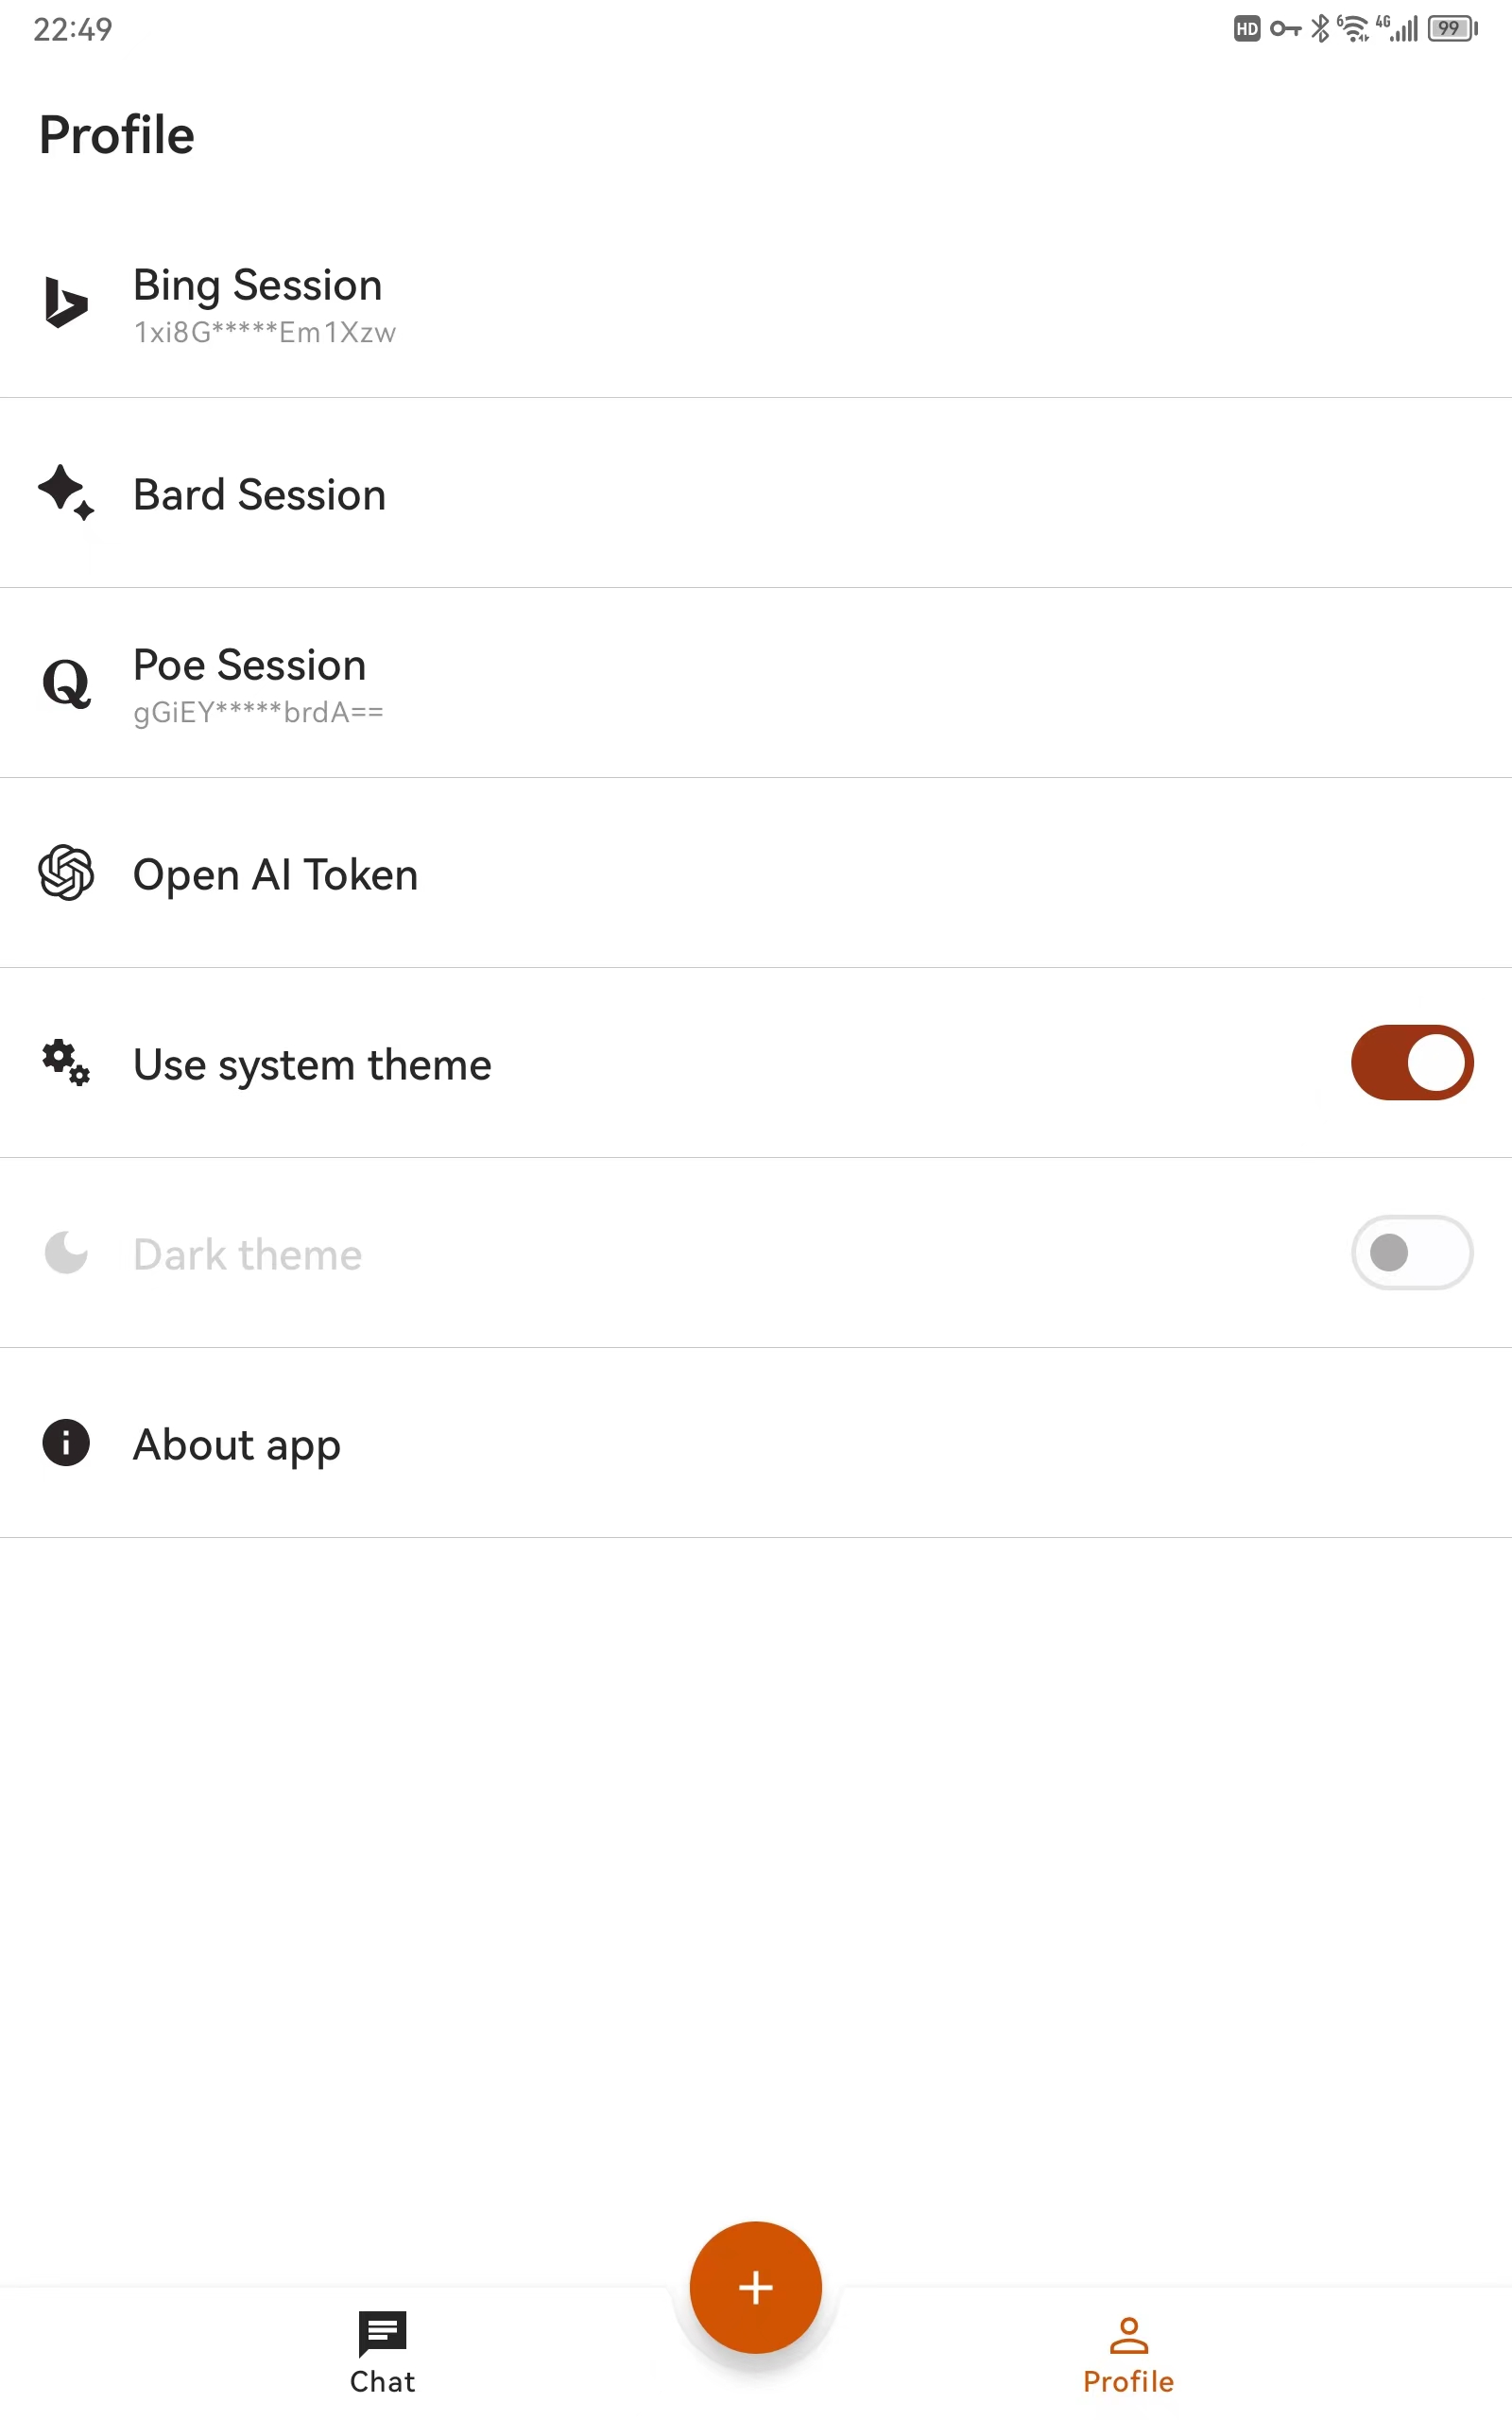 22:49
HD 6 4G 99
Profile
Bing Session
1xi8G*****Em1Xzw
Bard Session
Poe Session
gGiEY*****brdA==
Open AI Token
Use system theme
Dark theme
About app
Chat
Profile